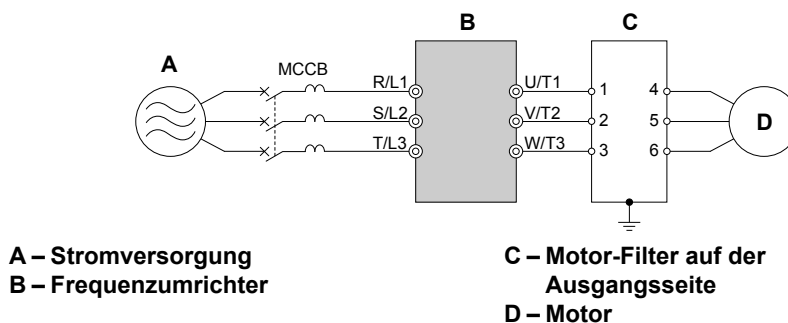 B
C
A
MCCB
R/L1
U/T1
1
4
S/L2
V/T2
2
5
D
T/L3
W/T3
3
6
A – Stromversorgung
B – Frequenzumrichter
C – Motor-Filter auf der
Ausgangsseite
D – Motor